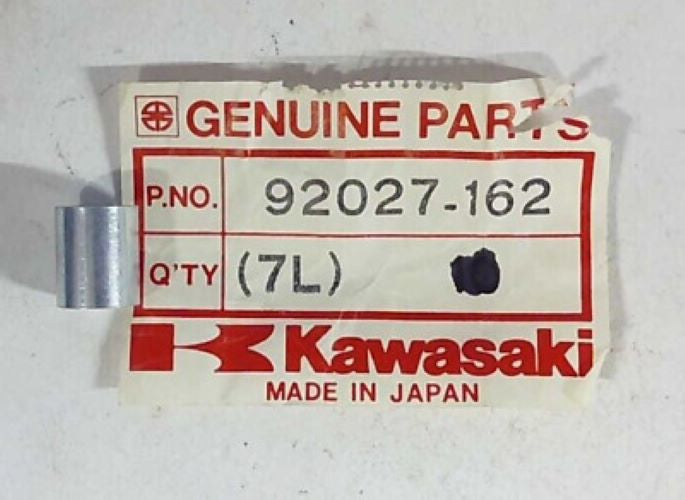 GENUINE PARTS
P.NO. 92027-162
Q'TY (7L)
Kawasaki
MADE IN JAPAN